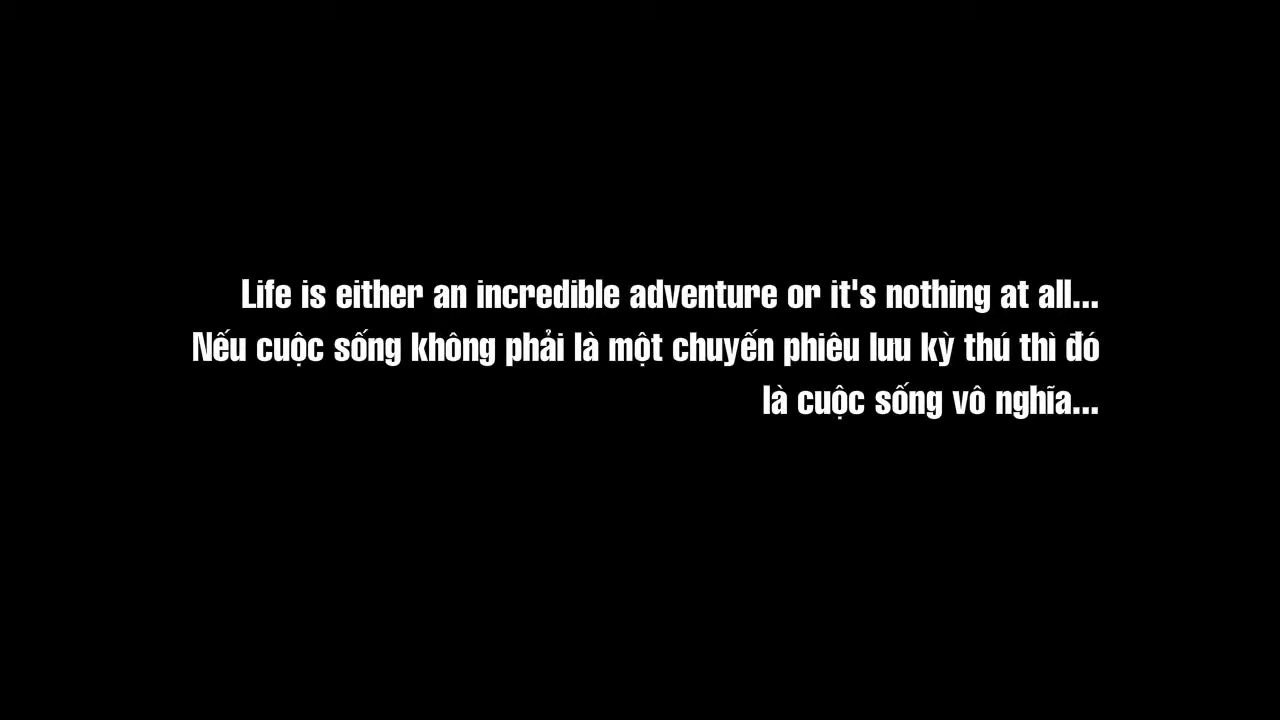 Life is either an incredible adventure or it's nothing at all...
Nếu cuộc sống không phải là một chuyến phiêu lưu kỳ thú thì đó
là cuộc sống vô nghĩa...